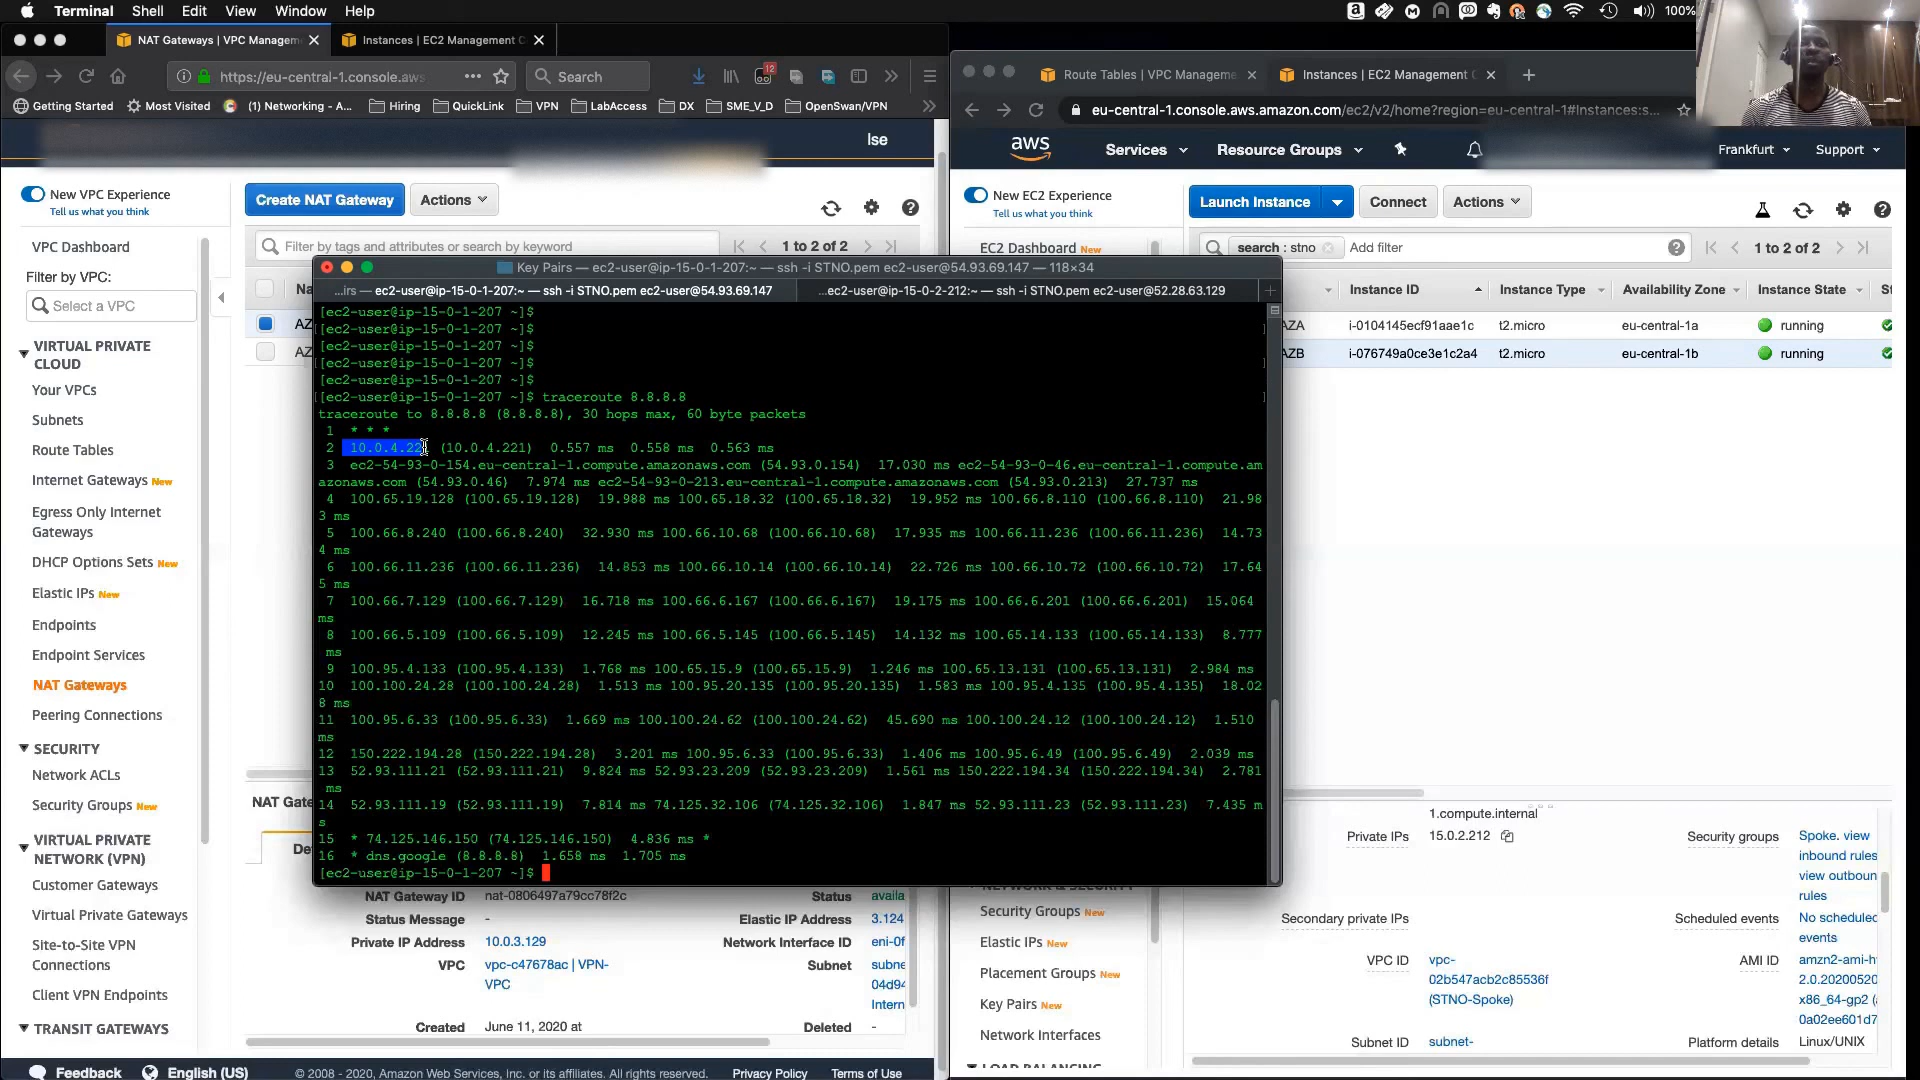 Terminal Shell Edit View Window Help
100%
NAT Gateways | VPC Managem
Instances | EC2 Management C
https://eu-central-1.console.aws
Search
12
Getting Started
Most Visited
(1) Networking - A...
Hiring
QuickLink
VPN
LabAccess
DX
SME_V_D
OpenSwan/VPN
lse
New VPC Experience
Tell us what you think
VPC Dashboard
Filter by VPC:
Select a VPC
VIRTUAL PRIVATE
CLOUD
Your VPCs
Subnets
Route Tables
Internet Gateways New
Egress Only Internet
Gateways
DHCP Options Sets New
Elastic IPs New
Endpoints
Endpoint Services
NAT Gateways
Peering Connections
SECURITY
Network ACLs
Security Groups New
VIRTUAL PRIVATE
NETWORK (VPN)
Customer Gateways
Virtual Private Gateways
Site-to-Site VPN
Connections
Client VPN Endpoints
TRANSIT GATEWAYS
Create NAT Gateway
Actions
Filter by tags and attributes or search by keyword
1 to 2 of 2
Na
AZ
AZ
Key Pairs — ec2-user@ip-15-0-1-207:~ — ssh -i STNO.pem ec2-user@54.93.69.147 — 118×34
...irs — ec2-user@ip-15-0-1-207:~ — ssh -i STNO.pem ec2-user@54.93.69.147
...ec2-user@ip-15-0-2-212:~ — ssh -i STNO.pem ec2-user@52.28.63.129
[ec2-user@ip-15-0-1-207 ~]$
[[ec2-user@ip-15-0-1-207 ~]$ ]
[ec2-user@ip-15-0-1-207 ~]$
[[ec2-user@ip-15-0-1-207 ~]$ ]
[ec2-user@ip-15-0-1-207 ~]$
[[ec2-user@ip-15-0-1-207 ~]$ traceroute 8.8.8.8 ]
traceroute to 8.8.8.8 (8.8.8.8), 30 hops max, 60 byte packets
1 * * *
2 10.0.4.221 (10.0.4.221) 0.557 ms 0.558 ms 0.563 ms
3 ec2-54-93-0-154.eu-central-1.compute.amazonaws.com (54.93.0.154) 17.030 ms ec2-54-93-0-46.eu-central-1.compute.am
azonaws.com (54.93.0.46) 7.974 ms ec2-54-93-0-213.eu-central-1.compute.amazonaws.com (54.93.0.213) 27.737 ms
4 100.65.19.128 (100.65.19.128) 19.988 ms 100.65.18.32 (100.65.18.32) 19.952 ms 100.66.8.110 (100.66.8.110) 21.98
3 ms
5 100.66.8.240 (100.66.8.240) 32.930 ms 100.66.10.68 (100.66.10.68) 17.935 ms 100.66.11.236 (100.66.11.236) 14.73
4 ms
6 100.66.11.236 (100.66.11.236) 14.853 ms 100.66.10.14 (100.66.10.14) 22.726 ms 100.66.10.72 (100.66.10.72) 17.64
5 ms
7 100.66.7.129 (100.66.7.129) 16.718 ms 100.66.6.167 (100.66.6.167) 19.175 ms 100.66.6.201 (100.66.6.201) 15.064
ms
8 100.66.5.109 (100.66.5.109) 12.245 ms 100.66.5.145 (100.66.5.145) 14.132 ms 100.65.14.133 (100.65.14.133) 8.777
ms
9 100.95.4.133 (100.95.4.133) 1.768 ms 100.65.15.9 (100.65.15.9) 1.246 ms 100.65.13.131 (100.65.13.131) 2.984 ms
10 100.100.24.28 (100.100.24.28) 1.513 ms 100.95.20.135 (100.95.20.135) 1.583 ms 100.95.4.135 (100.95.4.135) 18.02
8 ms
11 100.95.6.33 (100.95.6.33) 1.669 ms 100.100.24.62 (100.100.24.62) 45.690 ms 100.100.24.12 (100.100.24.12) 1.510
ms
12 150.222.194.28 (150.222.194.28) 3.201 ms 100.95.6.33 (100.95.6.33) 1.406 ms 100.95.6.49 (100.95.6.49) 2.039 ms
13 52.93.111.21 (52.93.111.21) 9.824 ms 52.93.23.209 (52.93.23.209) 1.561 ms 150.222.194.34 (150.222.194.34) 2.781
ms
14 52.93.111.19 (52.93.111.19) 7.814 ms 74.125.32.106 (74.125.32.106) 1.847 ms 52.93.111.23 (52.93.111.23) 7.435 m
s
15 * 74.125.146.150 (74.125.146.150) 4.836 ms *
16 * dns.google (8.8.8.8) 1.658 ms 1.705 ms
[ec2-user@ip-15-0-1-207 ~]$
NAT Gate
De
NAT Gateway ID nat-0806497a79cc78f2c Status availa
Status Message - Elastic IP Address 3.124
Private IP Address 10.0.3.129 Network Interface ID eni-0f
VPC vpc-c47678ac | VPN- Subnet subne
VPC 04d94
Intern
Created June 11, 2020 at Deleted -
Feedback English (US) © 2008 - 2020, Amazon Web Services, Inc. or its affiliates. All rights reserved. Privacy Policy Terms of Use
Route Tables | VPC Manageme
Instances | EC2 Management C
eu-central-1.console.aws.amazon.com/ec2/v2/home?region=eu-central-1#Instances:s...
aws Services Resource Groups Frankfurt Support
New EC2 Experience
Tell us what you think
EC2 Dashboard New
Launch Instance
Connect
Actions
search : stno
Add filter
1 to 2 of 2
Instance ID Instance Type Availability Zone Instance State St
AZA i-0104145ecf91aae1c t2.micro eu-central-1a running
AZB i-076749a0ce3e1c2a4 t2.micro eu-central-1b running
1.compute.internal
Private IPs 15.0.2.212 Security groups Spoke. view
inbound rules
view outboun
rules
Secondary private IPs Scheduled events No scheduled
events
VPC ID vpc- AMI ID amzn2-ami-h
02b547acb2c85536f 2.0.20200520
(STNO-Spoke) x86_64-gp2 (
0a02ee601d7
Subnet ID subnet- Platform details Linux/UNIX
NETWORK & SECURITY
Security Groups New
Elastic IPs New
Placement Groups New
Key Pairs New
Network Interfaces
LOAD BALANCING